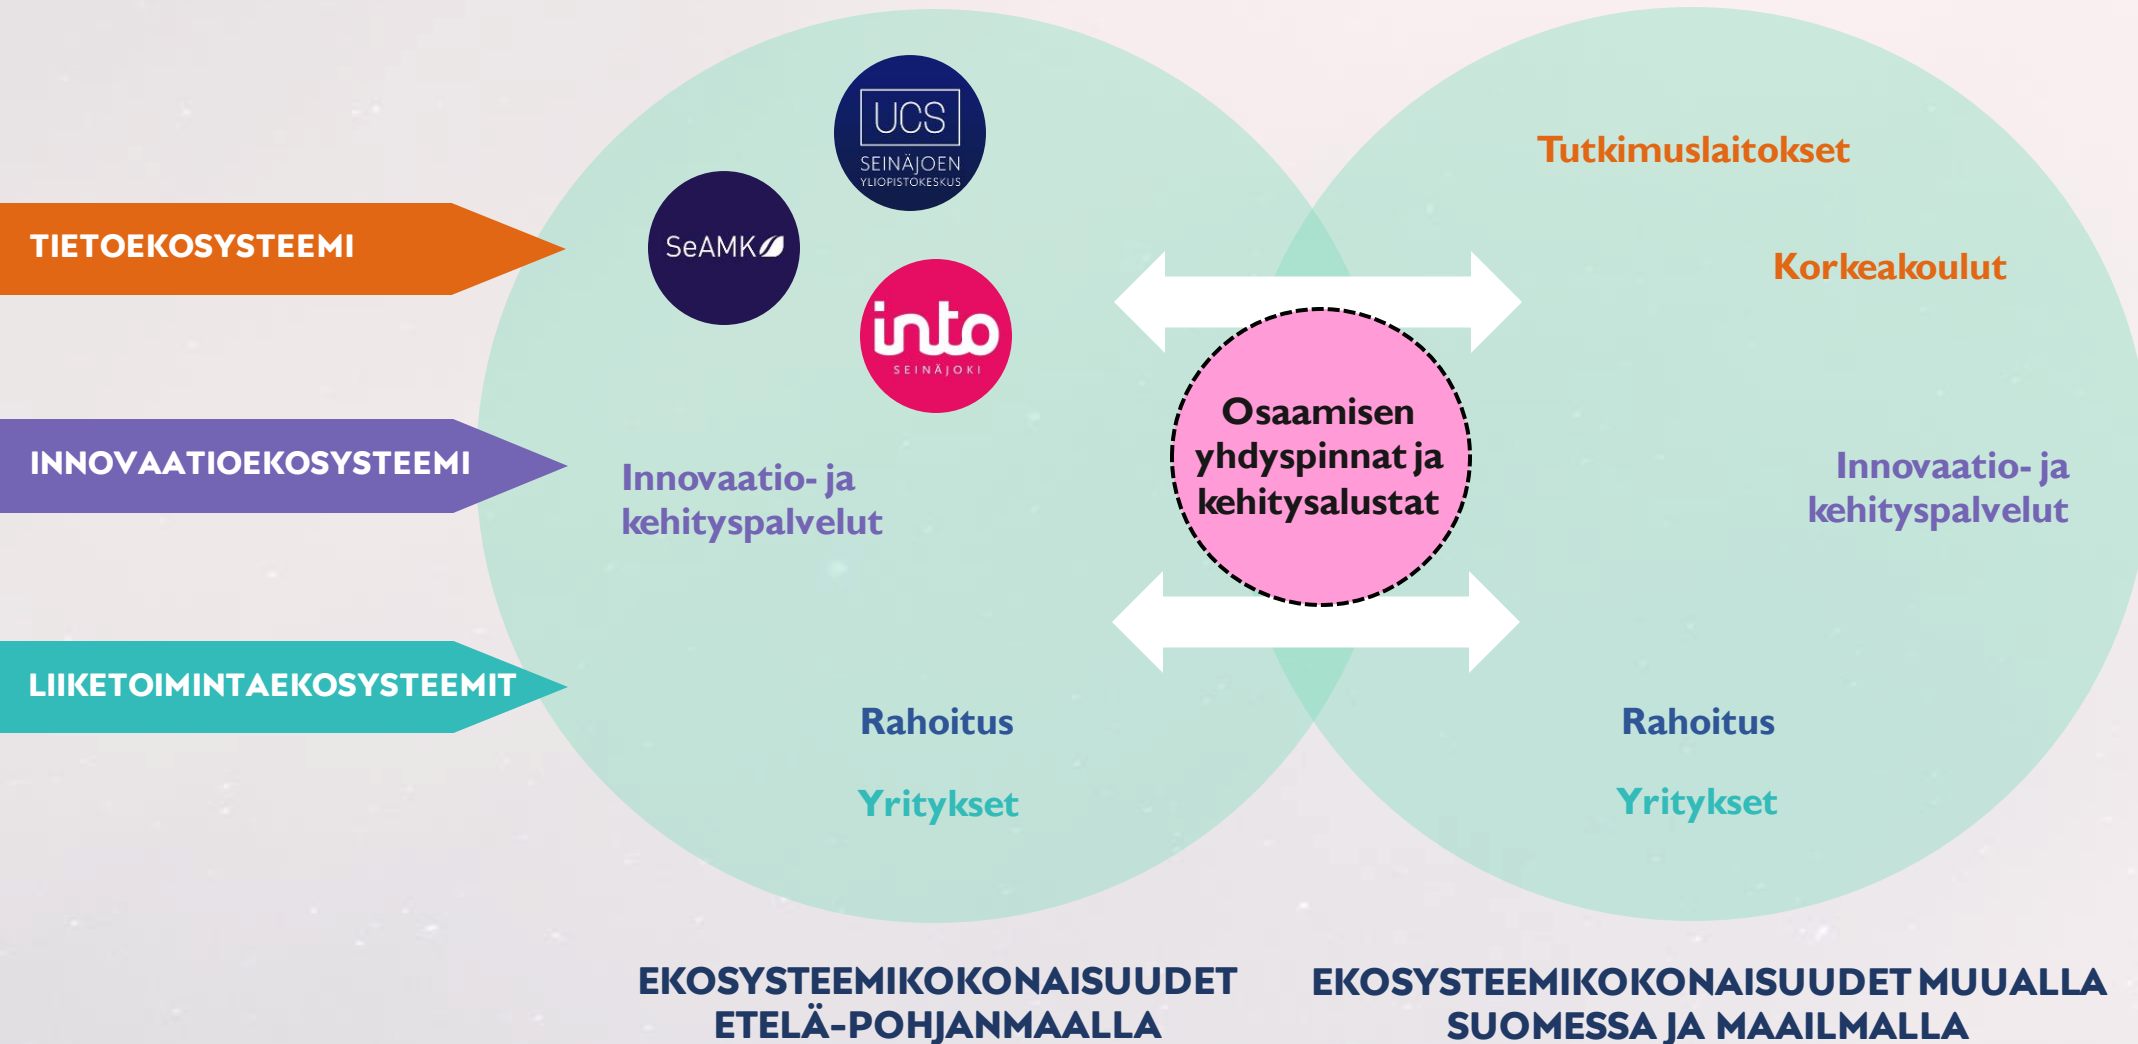 TIETOEKOSYSTEEMI
INNOVAATIOEKOSYSTEEMI
LIIKETOIMINTAEKOSYSTEEMIT
UCS
SEINÄJOEN
YLIOPISTOKESKUS
SeAMK
into
SEINÄJOKI
Innovaatio- ja
kehityspalvelut
Rahoitus
Yritykset
Osaamisen
yhdyspinnat ja
kehitysalustat
Tutkimuslaitokset
Korkeakoulut
Innovaatio- ja
kehityspalvelut
Rahoitus
Yritykset
EKOSYSTEEMIKOKONAISUUDET
ETELÄ-POHJANMAALLA
EKOSYSTEEMIKOKONAISUUDET MUUALLA
SUOMESSA JA MAAILMALLA